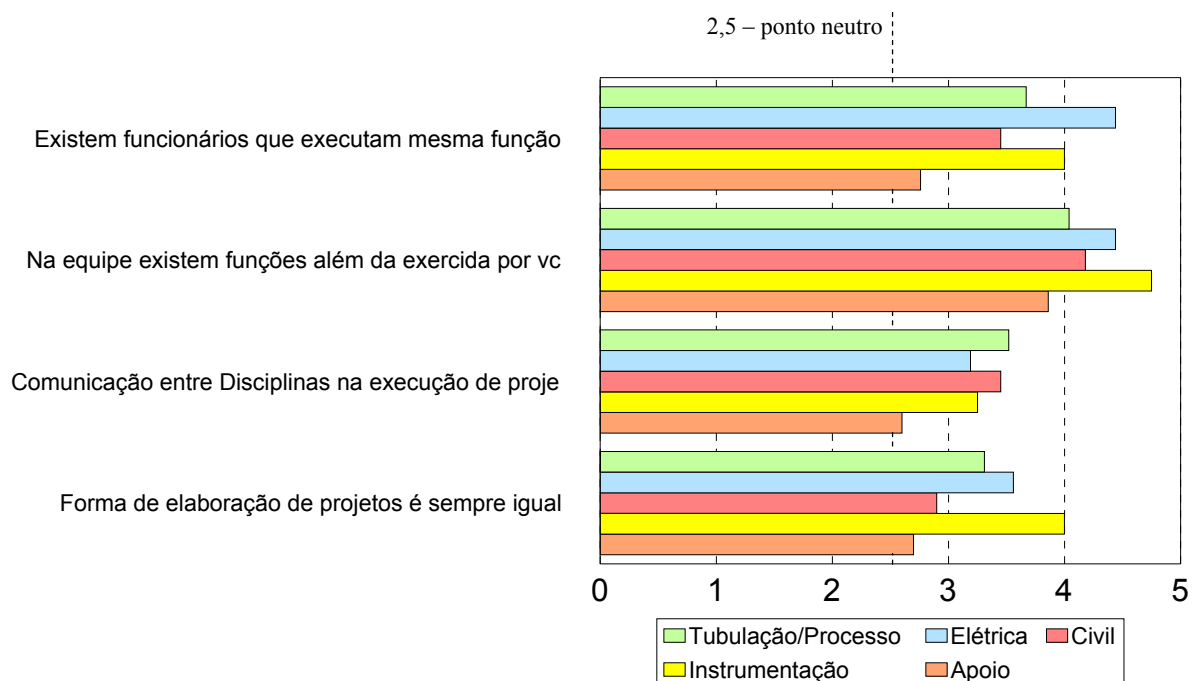 2,5 – ponto neutro
Existem funcionários que executam mesma função
Na equipe existem funções além da exercida por vc
Comunicação entre Disciplinas na execução de proje
Forma de elaboração de projetos é sempre igual
0 1 2 3 4 5
Tubulação/Processo Elétrica Civil
Instrumentação Apoio